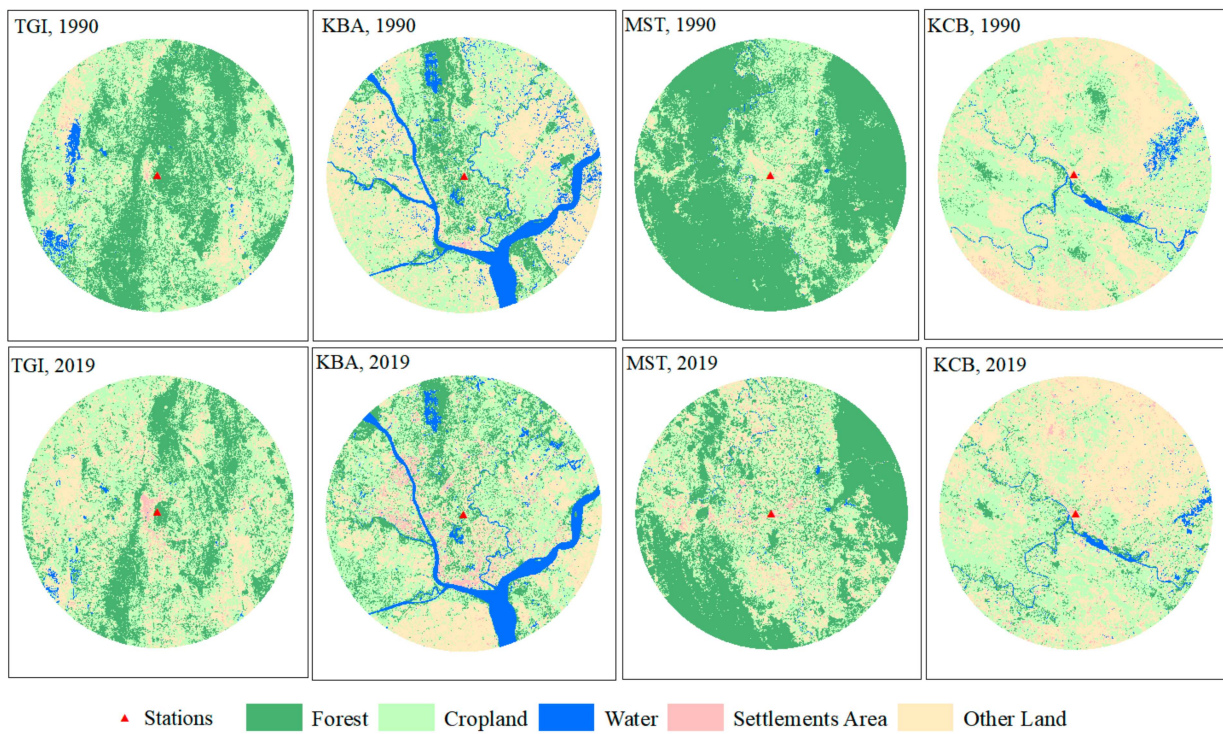 TGI, 1990
KBA, 1990
MST, 1990
KCB, 1990
TGI, 2019
KBA, 2019
MST, 2019
KCB, 2019
Stations Forest Cropland Water Settlements Area Other Land